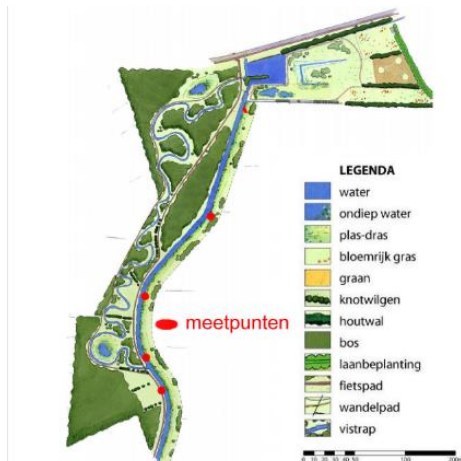 LEGENDA
water
ondiep water
plas-dras
bloemrijk gras
graan
knotwilgen
houtwal
bos
laanbeplanting
fietspad
wandelpad
vistrap
meetpunten